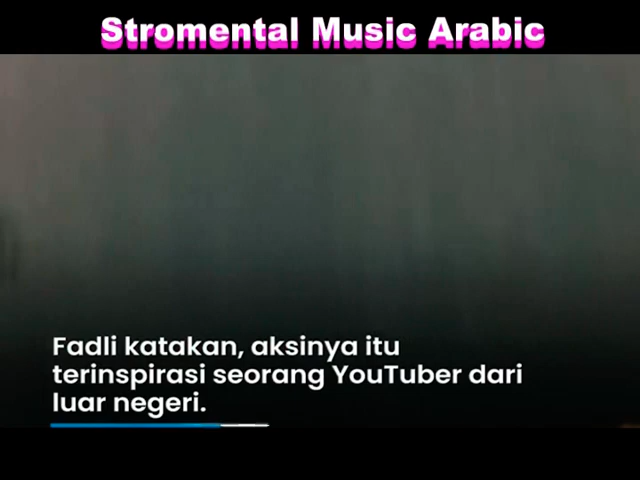 Stromental Music Arabic
Fadli katakan, aksinya itu
terinspirasi seorang YouTuber dari
luar negeri.